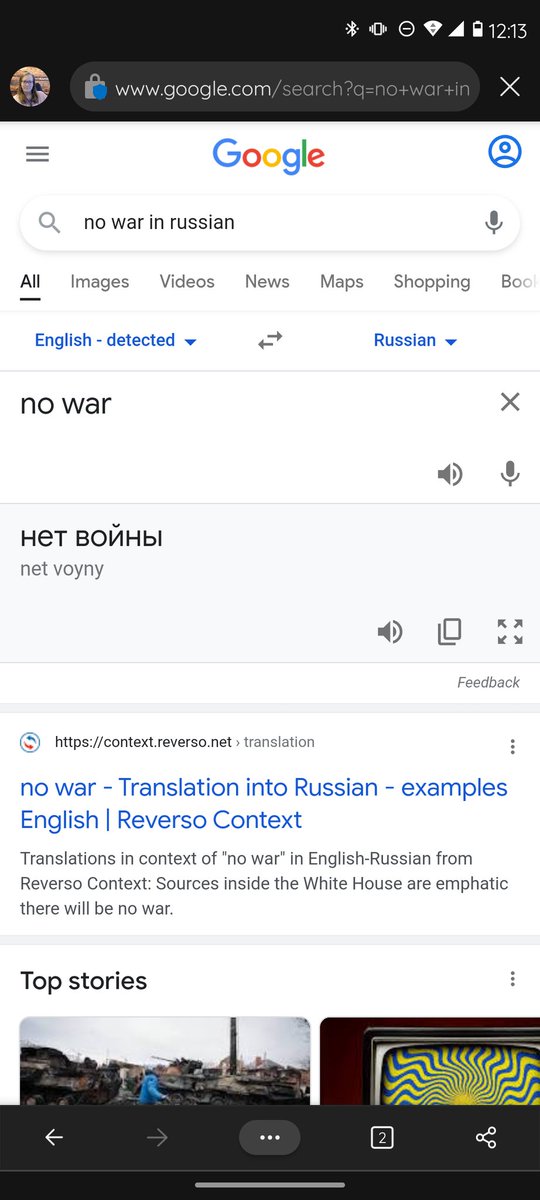 12:13
www.google.com/search?q=no+war+in
Google
no war in russian
All Images Videos News Maps Shopping Book
English - detected Russian
no war
нет войны
net voyny
Feedback
https://context.reverso.net › translation
no war - Translation into Russian - examples
English | Reverso Context
Translations in context of "no war" in English-Russian from
Reverso Context: Sources inside the White House are emphatic
there will be no war.
Top stories
2